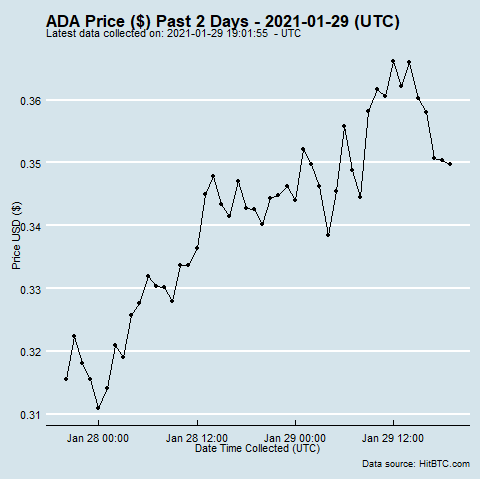 ADA Price ($) Past 2 Days - 2021-01-29 (UTC)
Latest data collected on: 2021-01-29 19:01:55 - UTC
0.36
0.35
0.34
0.33
0.32
0.31
Price USD ($)
Jan 28 00:00
Jan 28 12:00
Jan 29 00:00
Jan 29 12:00
Date Time Collected (UTC)
Data source: HitBTC.com